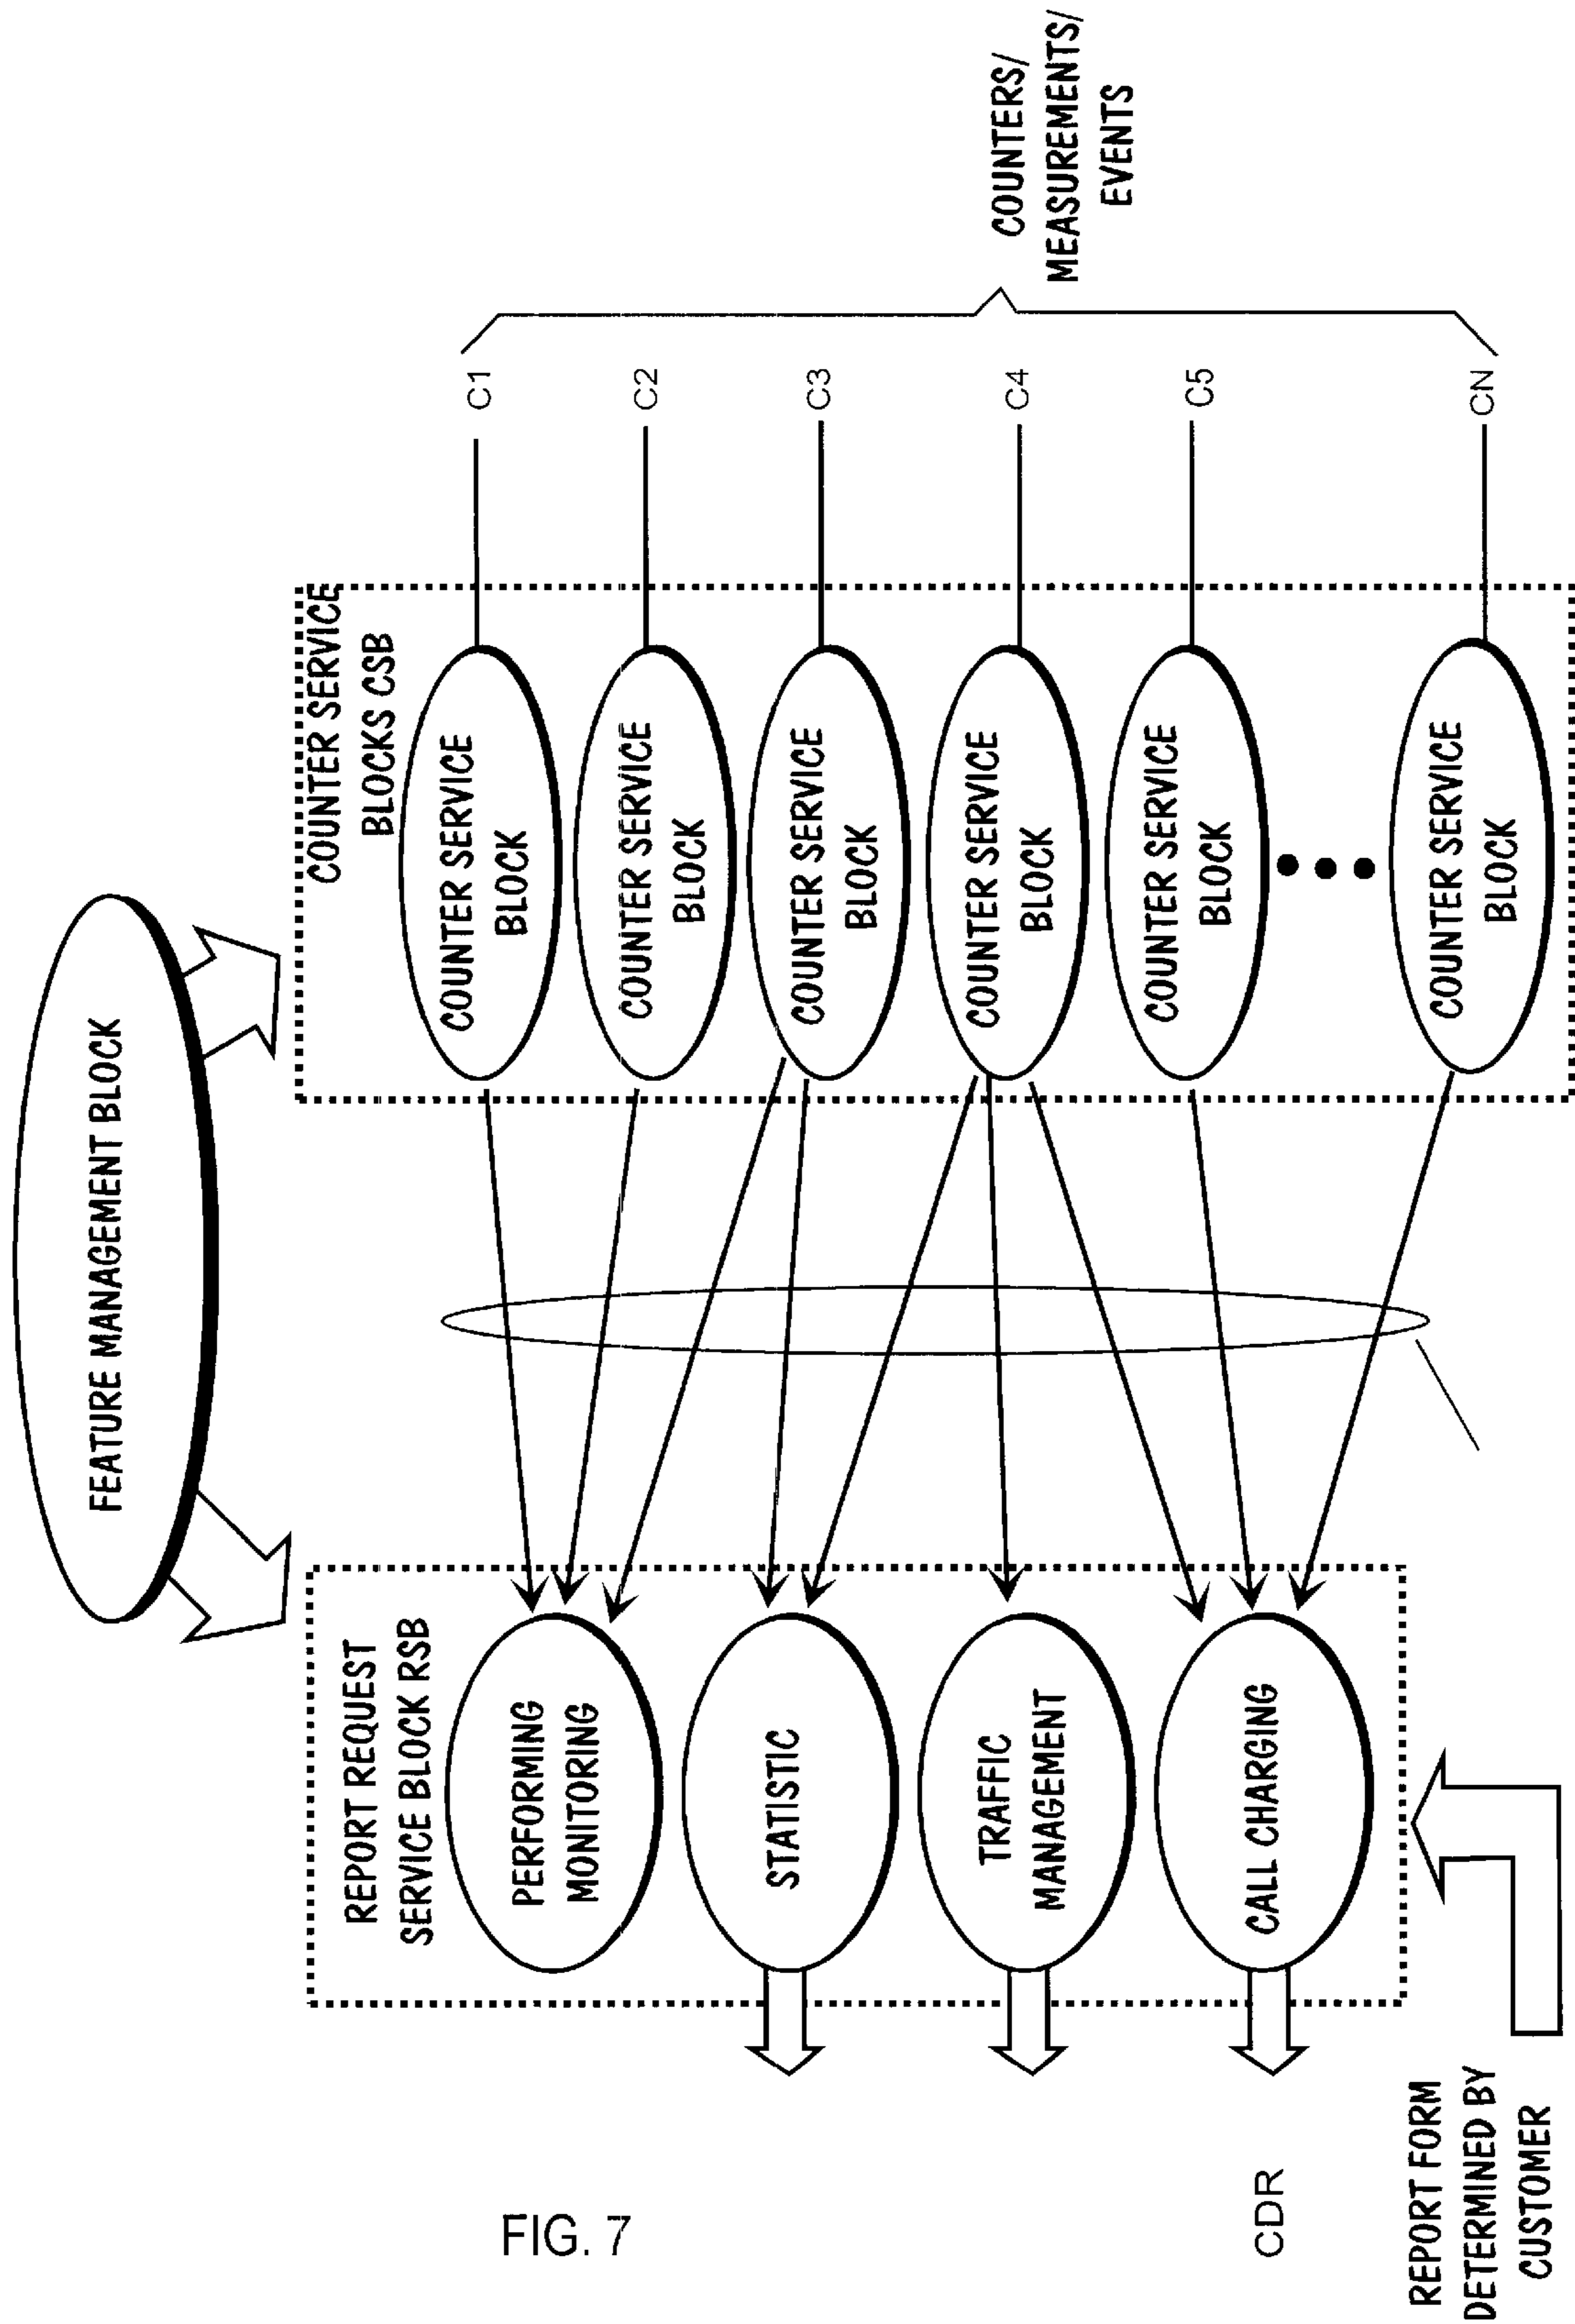 FEATURE MANAGEMENT BLOCK
REPORT REQUEST
SERVICE BLOCK RSB
PERFORMING
MONITORING
STATISTIC
TRAFFIC
MANAGEMENT
CALL CHARGING
COUNTER SERVICE
BLOCKS CSB
COUNTER SERVICE
BLOCK
COUNTER SERVICE
BLOCK
COUNTER SERVICE
BLOCK
COUNTER SERVICE
BLOCK
COUNTER SERVICE
BLOCK
COUNTER SERVICE
BLOCK
C1
C2
C3
C4
C5
CN
COUNTERS/
MEASUREMENTS/
EVENTS
FIG. 7
CDR
REPORT FORM
DETERMINED BY
CUSTOMER